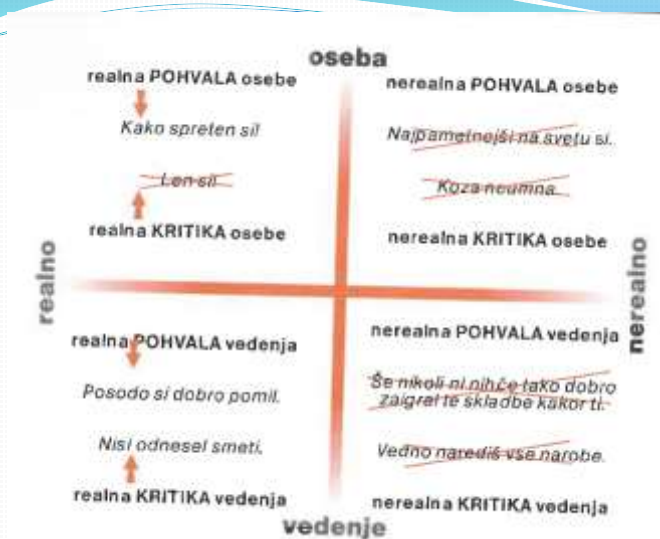 oseba
realna POHVALA osebe
Kako spreten si!
Len si!
realna KRITIKA osebe
nerealna POHVALA osebe
Najpametnejši na svetu si.
Koza neumna.
nerealna KRITIKA osebe
realno
nerealno
realna POHVALA vedenja
Posodo si dobro pomil.
Nisi odnesel smeti.
realna KRITIKA vedenja
nerealna POHVALA vedenja
Še nikoli ni nihče tako dobro
zaigral te skladbe kakor ti.
Vedno narediš vse narobe.
nerealna KRITIKA vedenja
vedenje